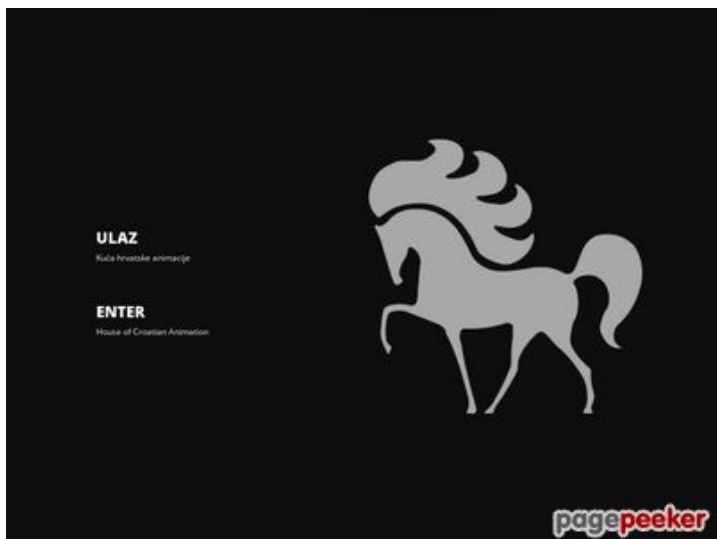 ULAZ
Kuća hrvatske animacije
ENTER
House of Croatian Animation
pagepeeker